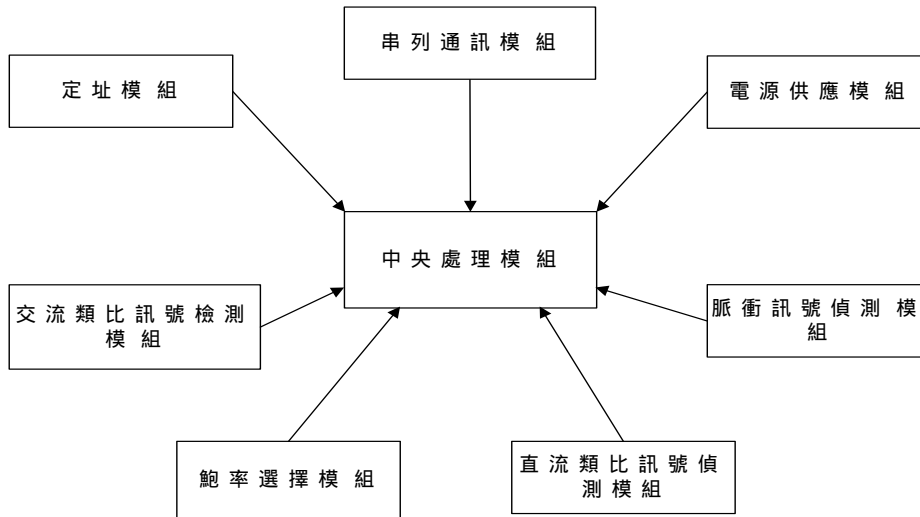 串列通訊模組
定址模組
電源供應模組
中央處理模組
交流類比訊號檢測
模組
脈衝訊號偵測模
組
鮑率選擇模組
直流類比訊號偵
測模組